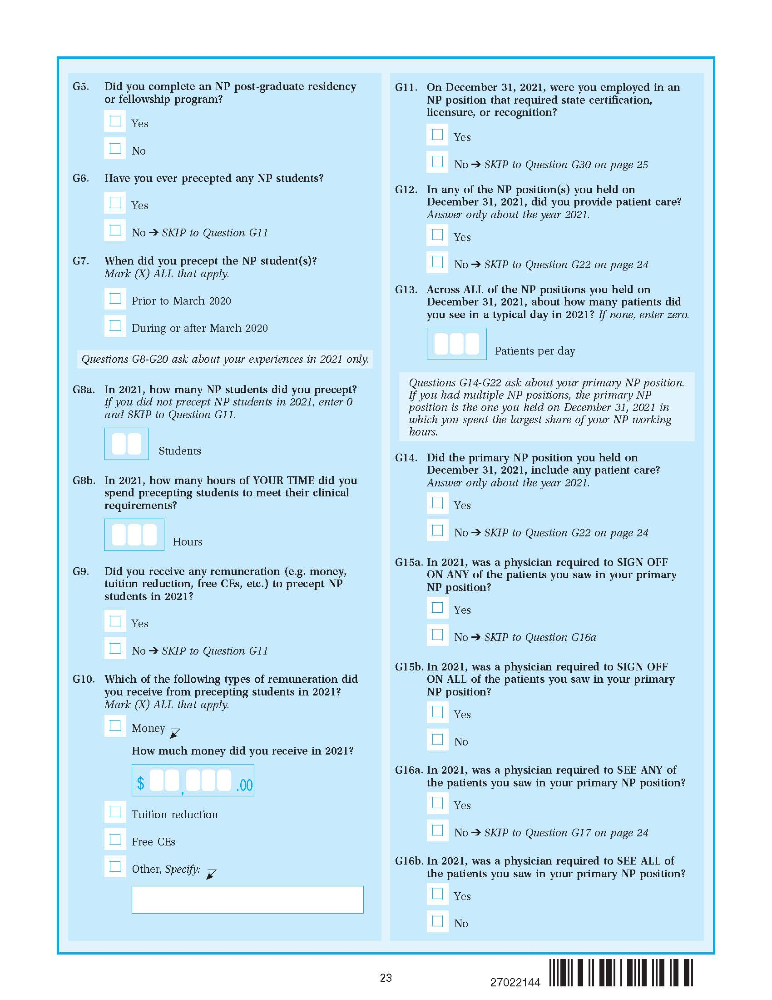 G5. Did you complete an NP post-graduate residency
or fellowship program?
Yes
No
G6. Have you ever precepted any NP students?
Yes
No ➔ SKIP to Question G11
G7. When did you precept the NP student(s)?
Mark (X) ALL that apply.
Prior to March 2020
During or after March 2020
Questions G8-G20 ask about your experiences in 2021 only.
G8a. In 2021, how many NP students did you precept?
If you did not precept NP students in 2021, enter 0
and SKIP to Question G11.
Students
G8b. In 2021, how many hours of YOUR TIME did you
spend precepting students to meet their clinical
requirements?
Hours
G9. Did you receive any remuneration (e.g. money,
tuition reduction, free CEs, etc.) to precept NP
students in 2021?
Yes
No ➔ SKIP to Question G11
G10. Which of the following types of remuneration did
you receive from precepting students in 2021?
Mark (X) ALL that apply.
Money
How much money did you receive in 2021?
$ , .00
Tuition reduction
Free CEs
Other, Specify:
G11. On December 31, 2021, were you employed in an
NP position that required state certification,
licensure, or recognition?
Yes
No ➔ SKIP to Question G30 on page 25
G12. In any of the NP position(s) you held on
December 31, 2021, did you provide patient care?
Answer only about the year 2021.
Yes
No ➔ SKIP to Question G22 on page 24
G13. Across ALL of the NP positions you held on
December 31, 2021, about how many patients did
you see in a typical day in 2021? If none, enter zero.
Patients per day
Questions G14-G22 ask about your primary NP position.
If you had multiple NP positions, the primary NP
position is the one you held on December 31, 2021 in
which you spent the largest share of your NP working
hours.
G14. Did the primary NP position you held on
December 31, 2021, include any patient care?
Answer only about the year 2021.
Yes
No ➔ SKIP to Question G22 on page 24
G15a. In 2021, was a physician required to SIGN OFF
ON ANY of the patients you saw in your primary
NP position?
Yes
No ➔ SKIP to Question G16a
G15b. In 2021, was a physician required to SIGN OFF
ON ALL of the patients you saw in your primary
NP position?
Yes
No
G16a. In 2021, was a physician required to SEE ANY of
the patients you saw in your primary NP position?
Yes
No ➔ SKIP to Question G17 on page 24
G16b. In 2021, was a physician required to SEE ALL of
the patients you saw in your primary NP position?
Yes
No
23
27022144